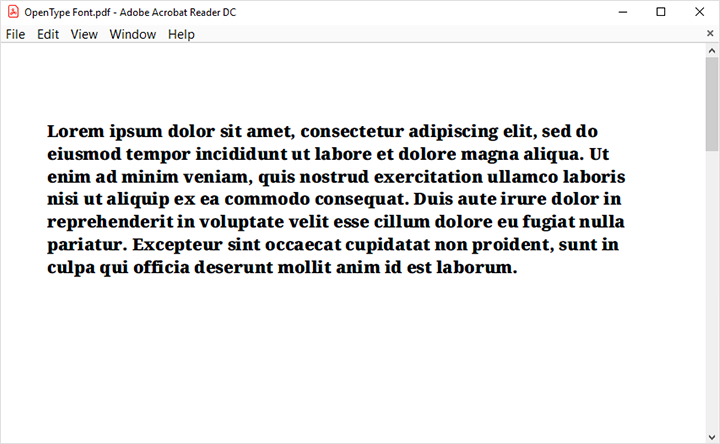 OpenType Font.pdf - Adobe Acrobat Reader DC
File Edit View Window Help
Lorem ipsum dolor sit amet, consectetur adipiscing elit, sed do
eiusmod tempor incididunt ut labore et dolore magna aliqua. Ut
enim ad minim veniam, quis nostrud exercitation ullamco laboris
nisi ut aliquip ex ea commodo consequat. Duis aute irure dolor in
reprehenderit in voluptate velit esse cillum dolore eu fugiat nulla
pariatur. Excepteur sint occaecat cupidatat non proident, sunt in
culpa qui officia deserunt mollit anim id est laborum.